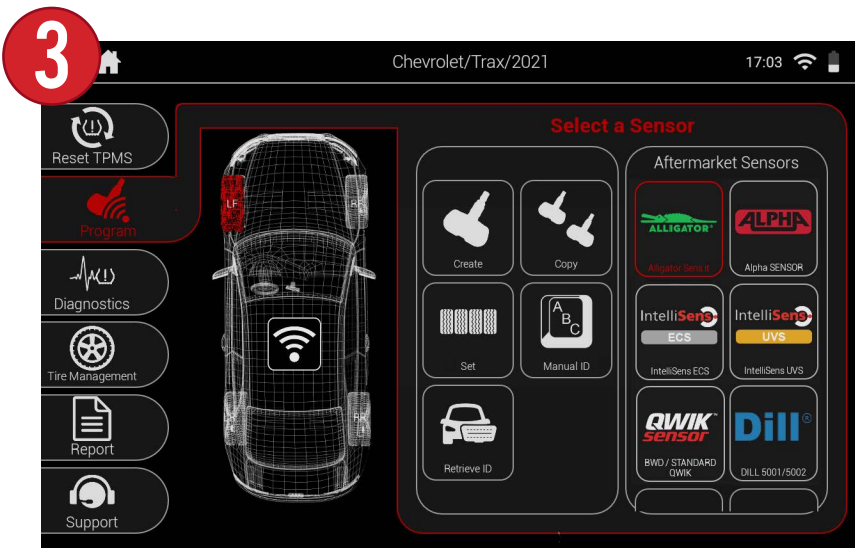 3
Chevrolet/Trax/2021
17:03
Reset TPMS
Program
Diagnostics
Tire Management
Report
Support
LF
RF
Select a Sensor
Create
Copy
Set
A
B
C
Manual ID
Retrieve ID
Aftermarket Sensors
ALLIGATOR®
Alligator Sens.it
ALPHA
Alpha SENSOR
IntelliSens
ECS
IntelliSens ECS
IntelliSens
UVS
IntelliSens UVS
QWIK™
sensor
BWD / STANDARD
QWIK
Dill®
DILL 5001/5002